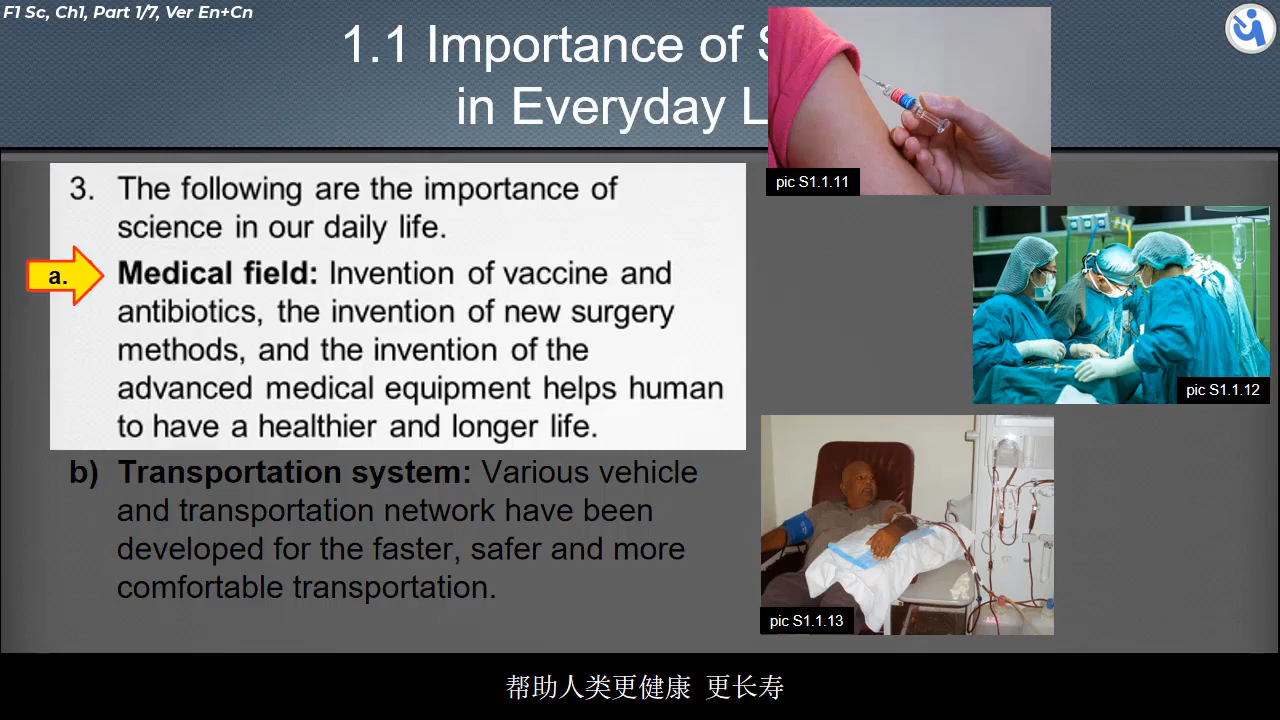 F1 Sc, Ch1, Part 1/7, Ver En+Cn
1.1 Importance of S
in Everyday L
pic S1.1.11
3. The following are the importance of
science in our daily life.
a.
Medical field: Invention of vaccine and
antibiotics, the invention of new surgery
methods, and the invention of the
advanced medical equipment helps human
to have a healthier and longer life.
pic S1.1.12
b) Transportation system: Various vehicle
and transportation network have been
developed for the faster, safer and more
comfortable transportation.
pic S1.1.13
帮助人类更健康 更长寿